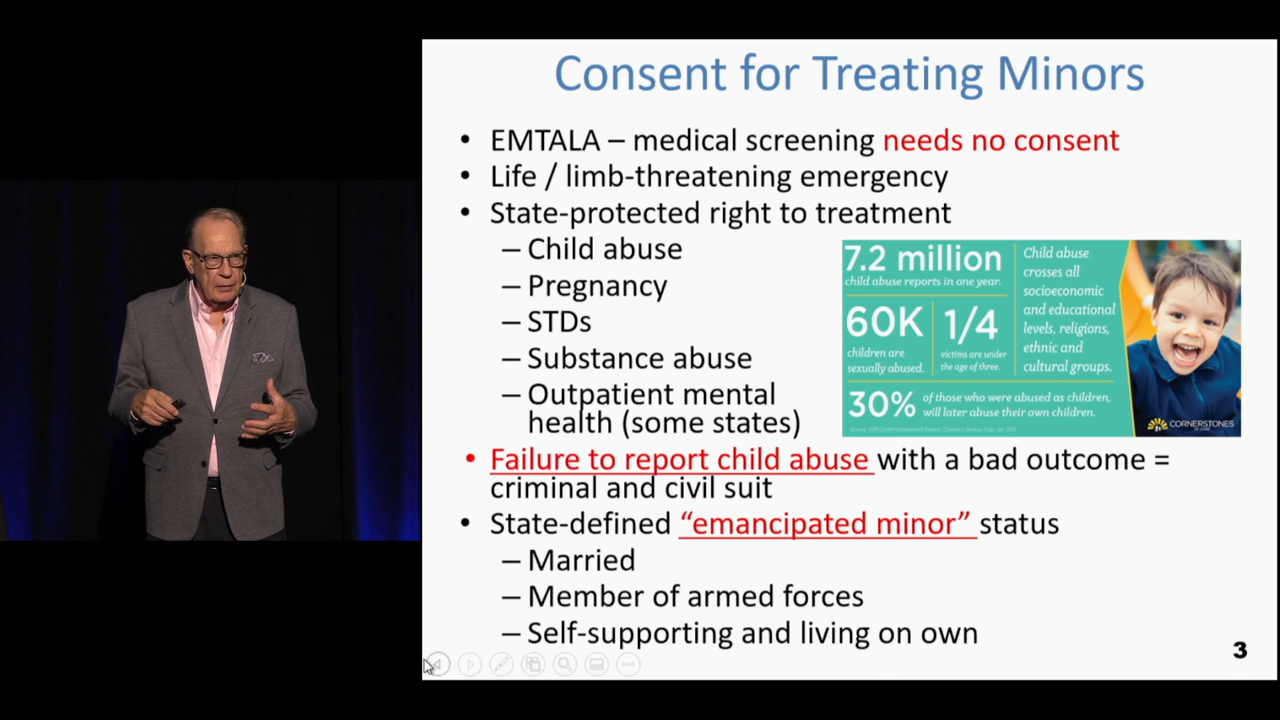 Consent for Treating Minors
• EMTALA – medical screening needs no consent
• Life / limb-threatening emergency
• State-protected right to treatment
– Child abuse
– Pregnancy
– STDs
– Substance abuse
– Outpatient mental
health (some states)
7.2 million
child abuse reports in one year.
60K
children are
sexually abused.
1/4
victims are under
the age of three.
Child abuse
crosses all
socioeconomic
and educational
levels, religions,
ethnic and
cultural groups.
30%
of those who were abused as children,
will later abuse their own children.
CORNERSTONES
• Failure to report child abuse with a bad outcome =
criminal and civil suit
• State-defined “emancipated minor” status
– Married
– Member of armed forces
– Self-supporting and living on own
3